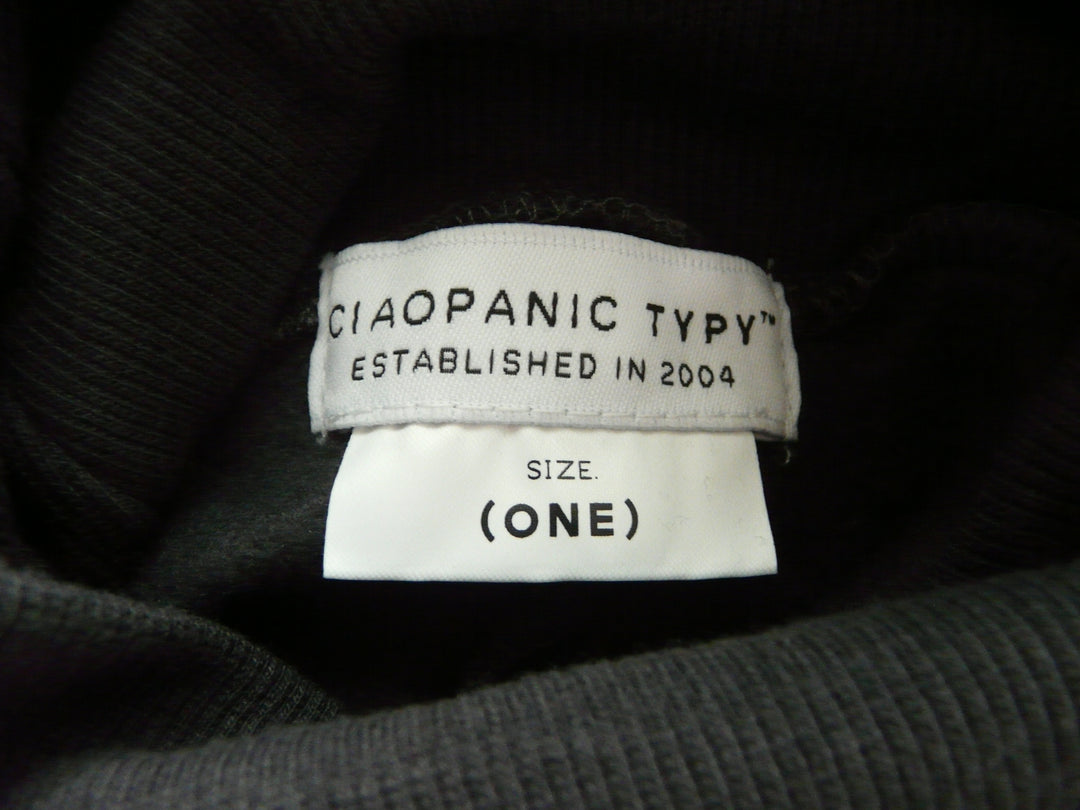 CIAOPANIC TYPY™
ESTABLISHED IN 2004
SIZE.
(ONE)